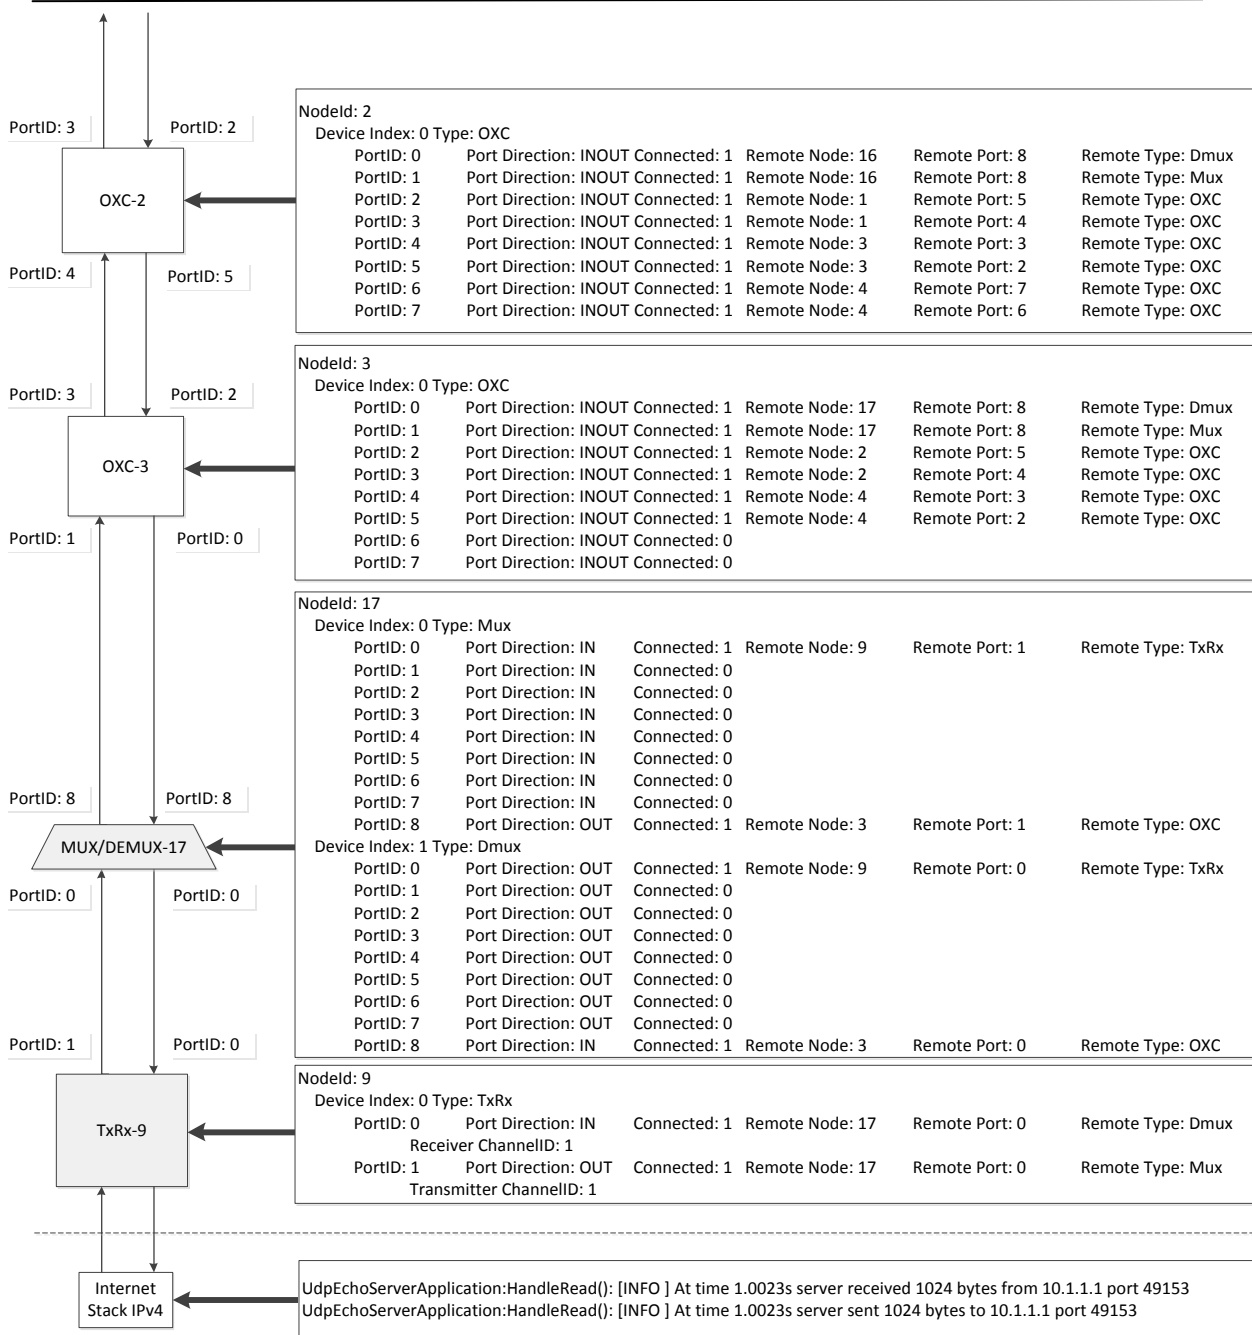 PortID: 3
PortID: 2
OXC-2
PortID: 4
PortID: 5
NodeId: 2
Device Index: 0 Type: OXC
PortID: 0 Port Direction: INOUT Connected: 1 Remote Node: 16 Remote Port: 8 Remote Type: Dmux
PortID: 1 Port Direction: INOUT Connected: 1 Remote Node: 16 Remote Port: 8 Remote Type: Mux
PortID: 2 Port Direction: INOUT Connected: 1 Remote Node: 1 Remote Port: 5 Remote Type: OXC
PortID: 3 Port Direction: INOUT Connected: 1 Remote Node: 1 Remote Port: 4 Remote Type: OXC
PortID: 4 Port Direction: INOUT Connected: 1 Remote Node: 3 Remote Port: 3 Remote Type: OXC
PortID: 5 Port Direction: INOUT Connected: 1 Remote Node: 3 Remote Port: 2 Remote Type: OXC
PortID: 6 Port Direction: INOUT Connected: 1 Remote Node: 4 Remote Port: 7 Remote Type: OXC
PortID: 7 Port Direction: INOUT Connected: 1 Remote Node: 4 Remote Port: 6 Remote Type: OXC
PortID: 3
PortID: 2
OXC-3
PortID: 1
PortID: 0
NodeId: 3
Device Index: 0 Type: OXC
PortID: 0 Port Direction: INOUT Connected: 1 Remote Node: 17 Remote Port: 8 Remote Type: Dmux
PortID: 1 Port Direction: INOUT Connected: 1 Remote Node: 17 Remote Port: 8 Remote Type: Mux
PortID: 2 Port Direction: INOUT Connected: 1 Remote Node: 2 Remote Port: 5 Remote Type: OXC
PortID: 3 Port Direction: INOUT Connected: 1 Remote Node: 2 Remote Port: 4 Remote Type: OXC
PortID: 4 Port Direction: INOUT Connected: 1 Remote Node: 4 Remote Port: 3 Remote Type: OXC
PortID: 5 Port Direction: INOUT Connected: 1 Remote Node: 4 Remote Port: 2 Remote Type: OXC
PortID: 6 Port Direction: INOUT Connected: 0
PortID: 7 Port Direction: INOUT Connected: 0
PortID: 8
PortID: 8
MUX/DEMUX-17
PortID: 0
PortID: 0
NodeId: 17
Device Index: 0 Type: Mux
PortID: 0 Port Direction: IN Connected: 1 Remote Node: 9 Remote Port: 1 Remote Type: TxRx
PortID: 1 Port Direction: IN Connected: 0
PortID: 2 Port Direction: IN Connected: 0
PortID: 3 Port Direction: IN Connected: 0
PortID: 4 Port Direction: IN Connected: 0
PortID: 5 Port Direction: IN Connected: 0
PortID: 6 Port Direction: IN Connected: 0
PortID: 7 Port Direction: IN Connected: 0
PortID: 8 Port Direction: OUT Connected: 1 Remote Node: 3 Remote Port: 1 Remote Type: OXC
Device Index: 1 Type: Dmux
PortID: 0 Port Direction: OUT Connected: 1 Remote Node: 9 Remote Port: 0 Remote Type: TxRx
PortID: 1 Port Direction: OUT Connected: 0
PortID: 2 Port Direction: OUT Connected: 0
PortID: 3 Port Direction: OUT Connected: 0
PortID: 4 Port Direction: OUT Connected: 0
PortID: 5 Port Direction: OUT Connected: 0
PortID: 6 Port Direction: OUT Connected: 0
PortID: 7 Port Direction: OUT Connected: 0
PortID: 8 Port Direction: IN Connected: 1 Remote Node: 3 Remote Port: 0 Remote Type: OXC
PortID: 1
PortID: 0
TxRx-9
NodeId: 9
Device Index: 0 Type: TxRx
PortID: 0 Port Direction: IN Connected: 1 Remote Node: 17 Remote Port: 0 Remote Type: Dmux
Receiver ChannelID: 1
PortID: 1 Port Direction: OUT Connected: 1 Remote Node: 17 Remote Port: 0 Remote Type: Mux
Transmitter ChannelID: 1
Internet
Stack IPv4
UdpEchoServerApplication:HandleRead(): [INFO ] At time 1.0023s server received 1024 bytes from 10.1.1.1 port 49153
UdpEchoServerApplication:HandleRead(): [INFO ] At time 1.0023s server sent 1024 bytes to 10.1.1.1 port 49153